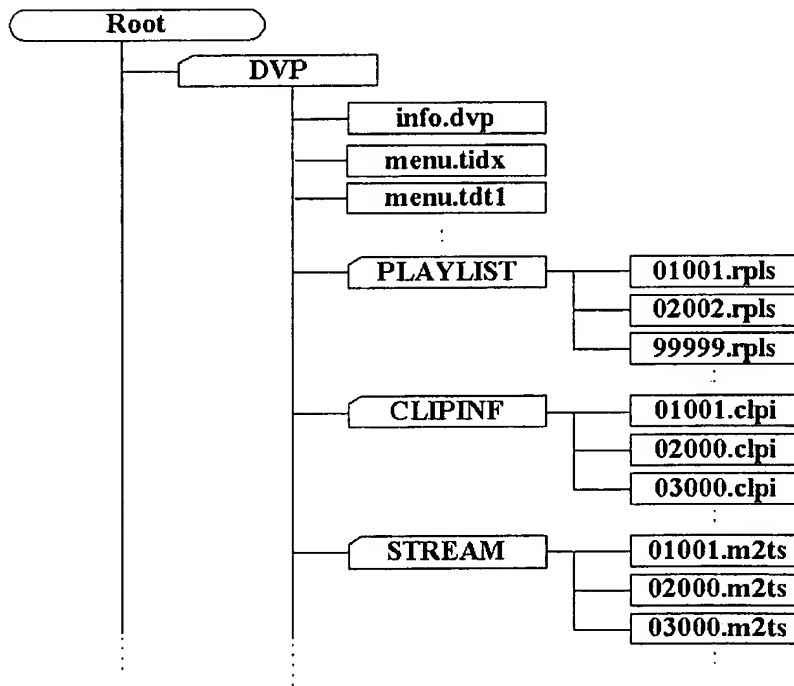 Root
DVP
info.dvp
menu.tidx
menu.tdt1
PLAYLIST
01001.rpls
02002.rpls
99999.rpls
CLIPINF
01001.clpi
02000.clpi
03000.clpi
STREAM
01001.m2ts
02000.m2ts
03000.m2ts